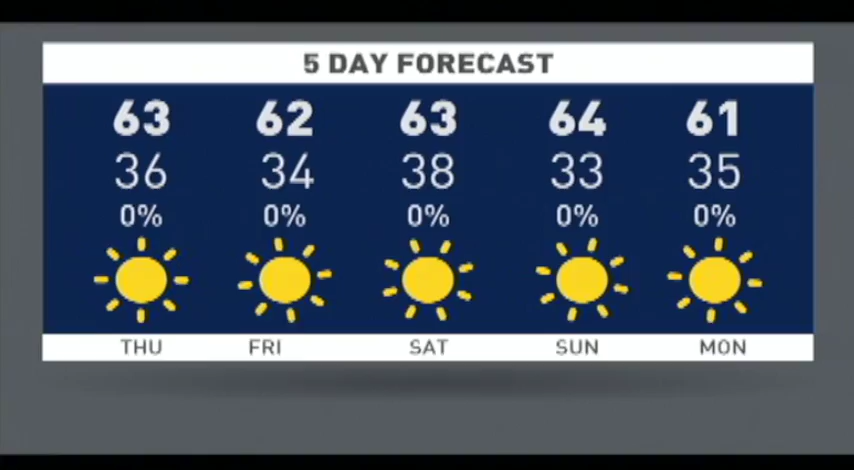 5 DAY FORECAST
63 62 63 64 61
36 34 38 33 35
0% 0% 0% 0% 0%
THU FRI SAT SUN MON